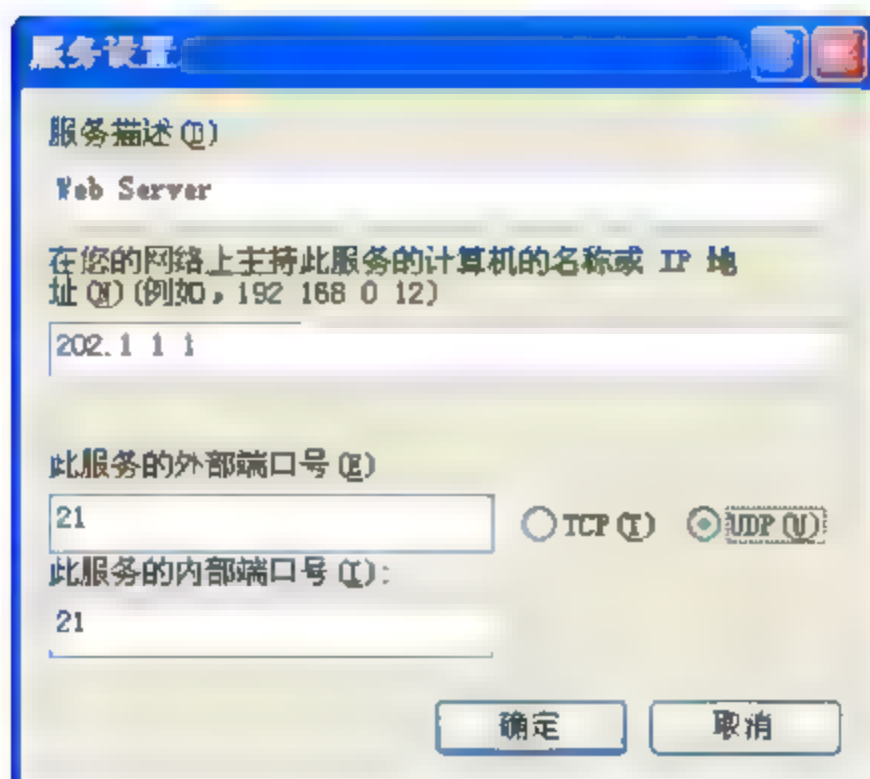 服务设置
服务描述(D)
Web Server
在您的网络上主持此服务的计算机的名称或 IP 地
址(N)(例如，192 168 0 12)
202.1 1 1
此服务的外部端口号(E)
21
TCP(T)
UDP(U)
此服务的内部端口号(I):
21
确定
取消